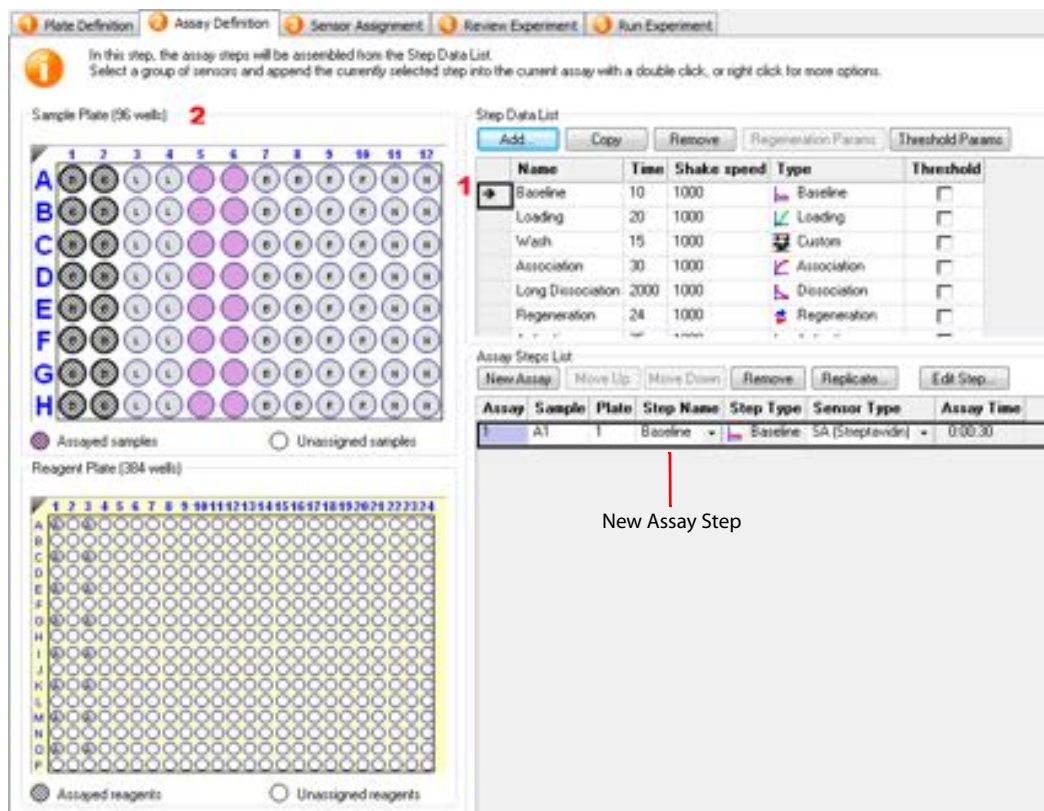 1 Plate Definition 2 Assay Definition 3 Sensor Assignment 4 Review Experiment 5 Run Experiment
In this step, the assay steps will be assembled from the Step Data List.
Select a group of sensors and append the currently selected step into the current assay with a double click, or right click for more options.
Sample Plate (96 wells) 2
1 2 3 4 5 6 7 8 9 10 11 12
A
B
C
D
E
F
G
H
Assayed samples Unassigned samples
Reagent Plate (384 wells)
1 2 3 4 5 6 7 8 9 10 11 12 13 14 15 16 17 18 19 20 21 22 23 24
A
B
C
D
E
F
G
H
I
J
K
L
M
N
O
P
Assayed reagents Unassigned reagents
Step Data List
Add... Copy Remove Regeneration Params Threshold Params
1
Name Time Shake speed Type Threshold
Baseline 10 1000 Baseline
Loading 20 1000 Loading
Wash 15 1000 Custom
Association 30 1000 Association
Long Dissociation 2000 1000 Dissociation
Regeneration 24 1000 Regeneration
Assay Steps List
New Assay Move Up Move Down Remove Replicate... Edit Step...
Assay Sample Plate Step Name Step Type Sensor Type Assay Time
1 A1 1 Baseline Baseline SA (Streptavidin) 0:00:30
New Assay Step